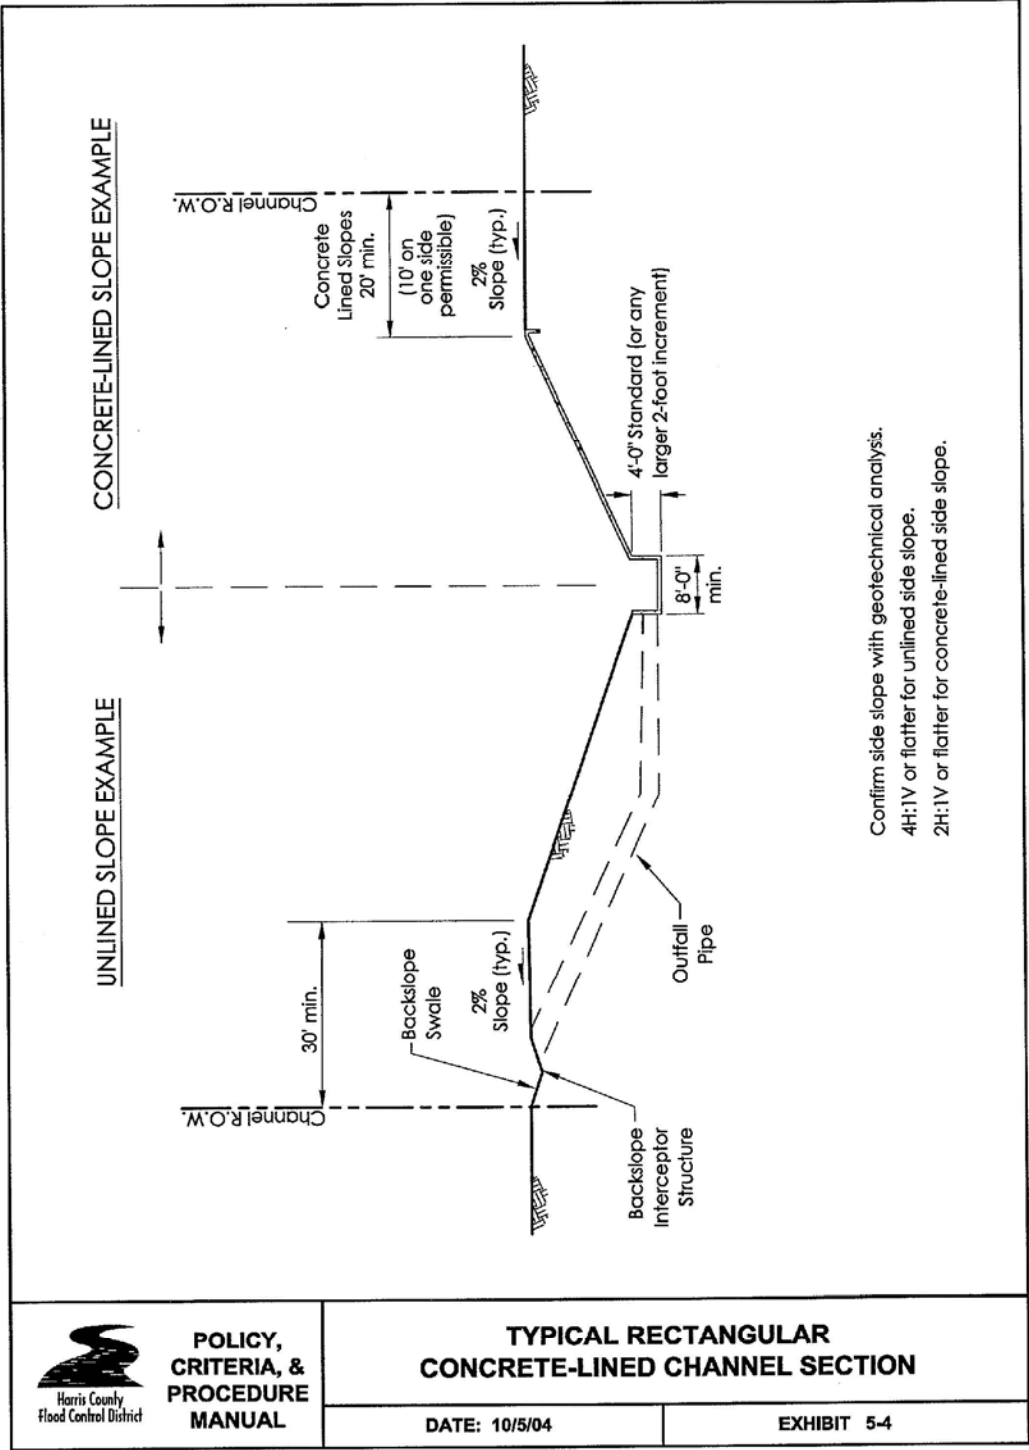 UNLINED SLOPE EXAMPLE
CONCRETE-LINED SLOPE EXAMPLE
Channel R.O.W.
30' min.
Backslope
Swale
2%
Slope (typ.)
Backslope
Interceptor
Structure
Outfall
Pipe
Channel R.O.W.
Concrete
Lined Slopes
20' min.
(10' on
one side
permissible)
2%
Slope (typ.)
4'-0" Standard (or any
larger 2-foot increment)
8'-0"
min.
Confirm side slope with geotechnical analysis.
4H:1V or flatter for unlined side slope.
2H:1V or flatter for concrete-lined side slope.
Harris County
Flood Control District
POLICY,
CRITERIA, &
PROCEDURE
MANUAL
TYPICAL RECTANGULAR
CONCRETE-LINED CHANNEL SECTION
DATE: 10/5/04
EXHIBIT 5-4